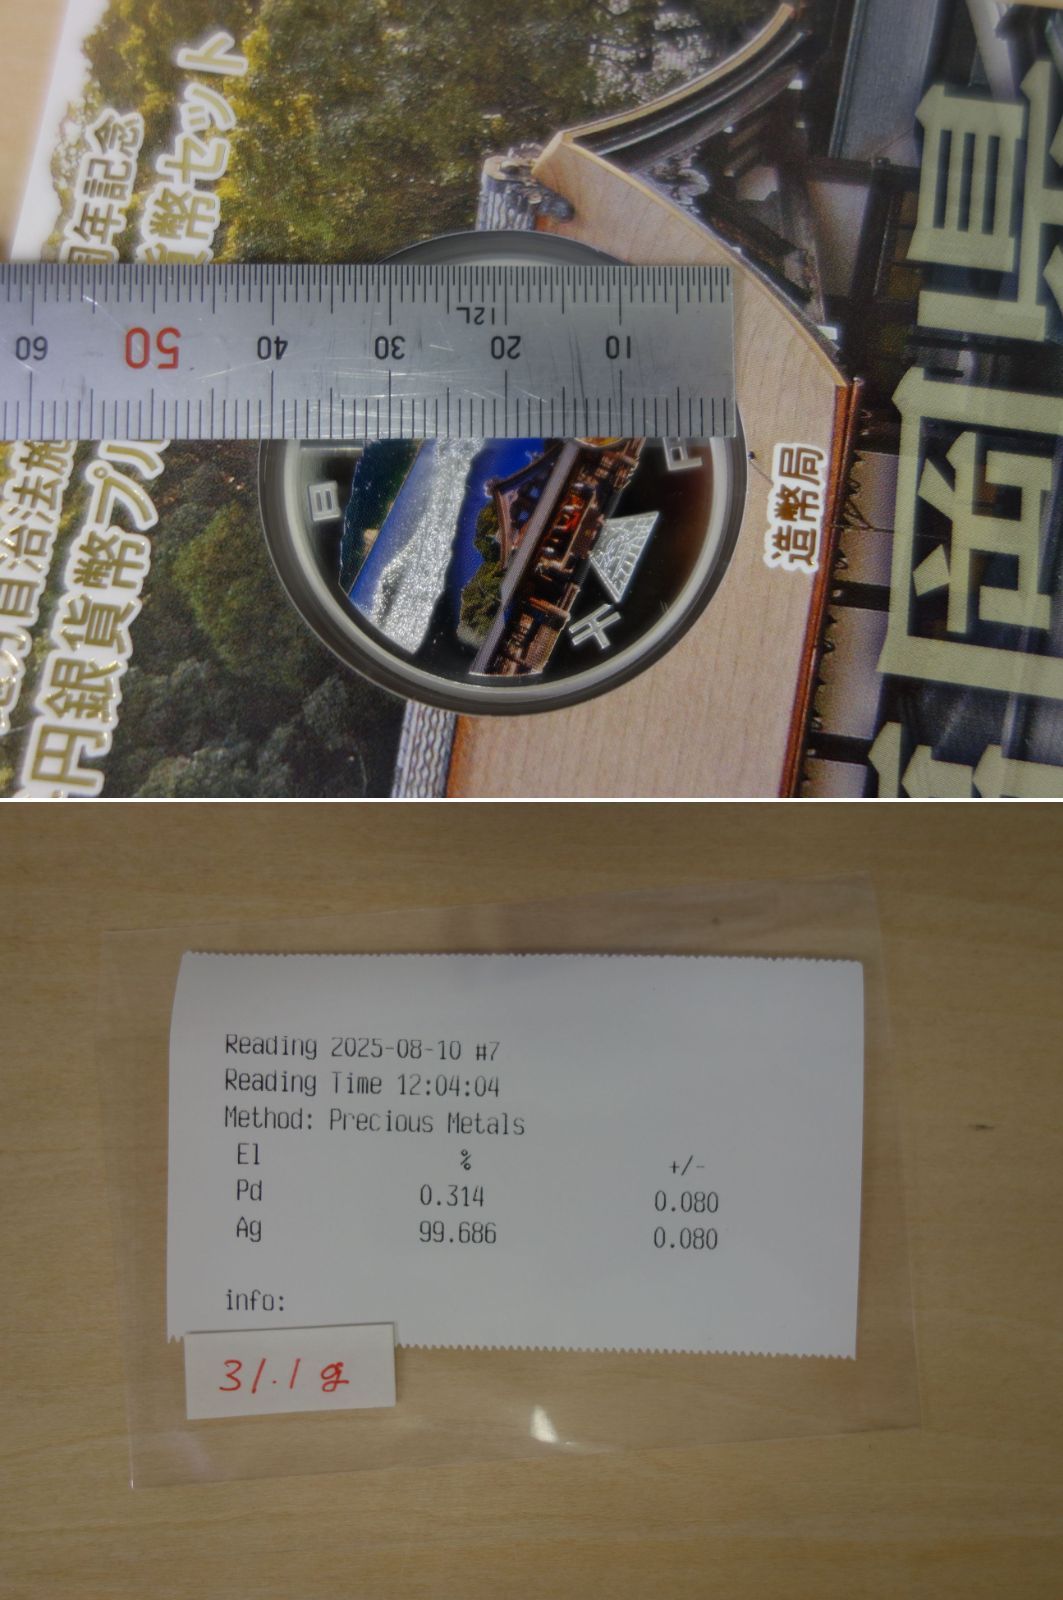 周年記念
貨幣セット
60 50 40 30 20 10
12L
自治法施
円銀貨幣プル
日
円
千
造幣局
岡県
Reading 2025-08-10 #7
Reading Time 12:04:04
Method: Precious Metals
El % +/-
Pd 0.314 0.080
Ag 99.686 0.080
info:
31.1g